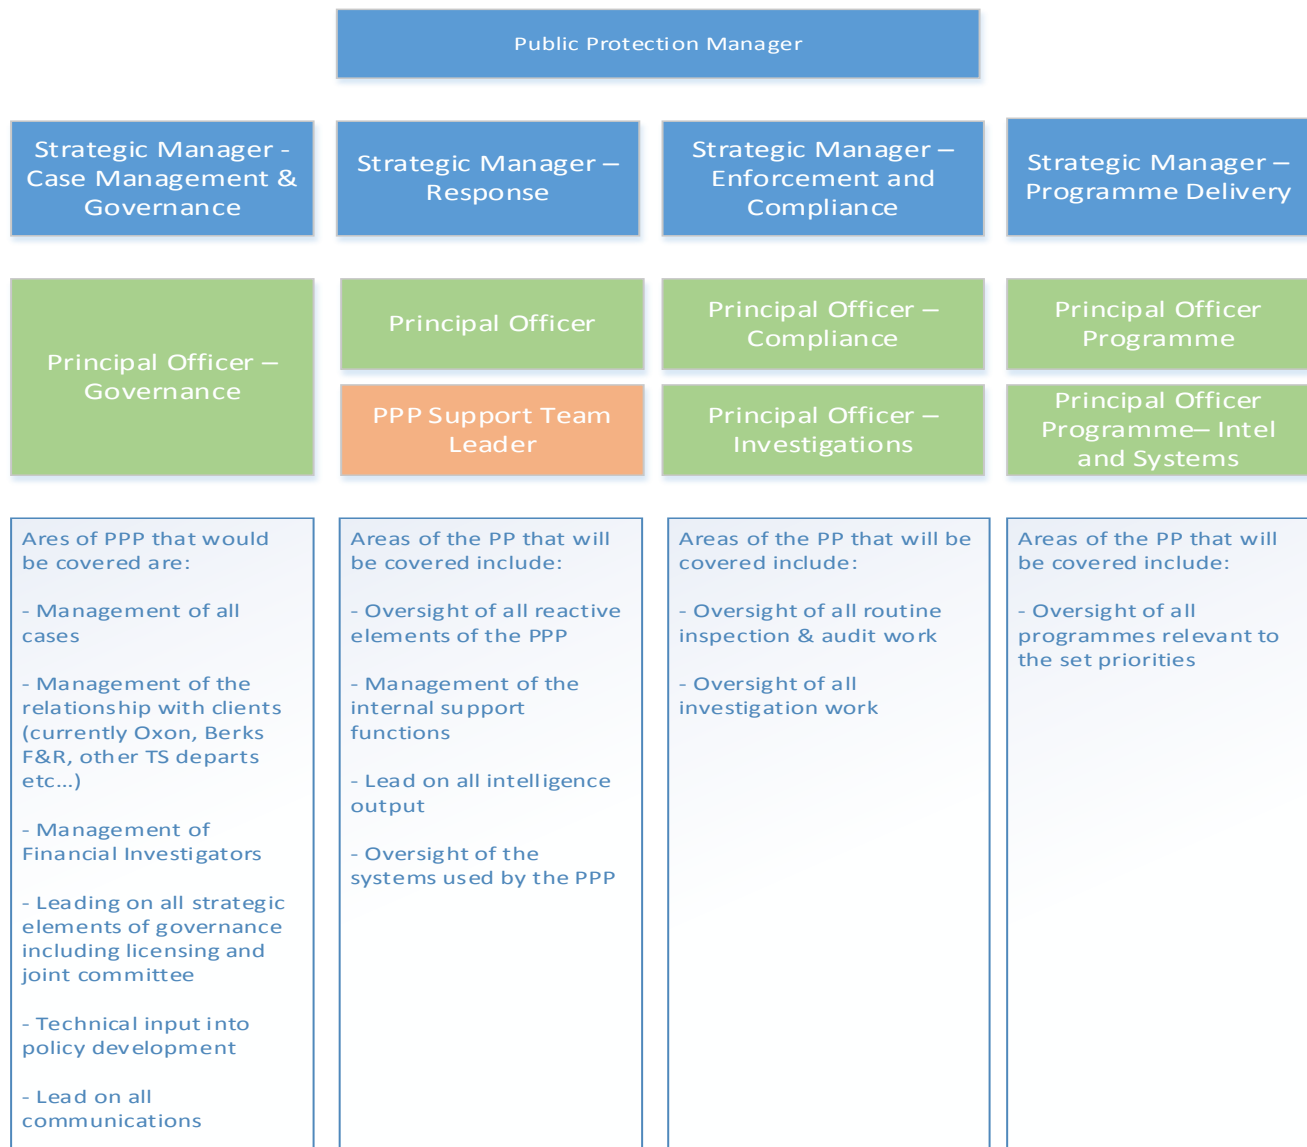 Public Protection Manager
Strategic Manager -
Case Management &
Governance
Strategic Manager –
Response
Strategic Manager –
Enforcement and
Compliance
Strategic Manager –
Programme Delivery
Principal Officer –
Governance
Principal Officer
PPP Support Team
Leader
Principal Officer –
Compliance
Principal Officer –
Investigations
Principal Officer
Programme
Principal Officer
Programme– Intel
and Systems
Ares of PPP that would
be covered are:
- Management of all
cases
- Management of the
relationship with clients
(currently Oxon, Berks
F&R, other TS departs
etc...)
- Management of
Financial Investigators
- Leading on all strategic
elements of governance
including licensing and
joint committee
- Technical input into
policy development
- Lead on all
communications
Areas of the PP that will
be covered include:
- Oversight of all reactive
elements of the PPP
- Management of the
internal support
functions
- Lead on all intelligence
output
- Oversight of the
systems used by the PPP
Areas of the PP that will be
covered include:
- Oversight of all routine
inspection & audit work
- Oversight of all
investigation work
Areas of the PP that will
be covered include:
- Oversight of all
programmes relevant to
the set priorities